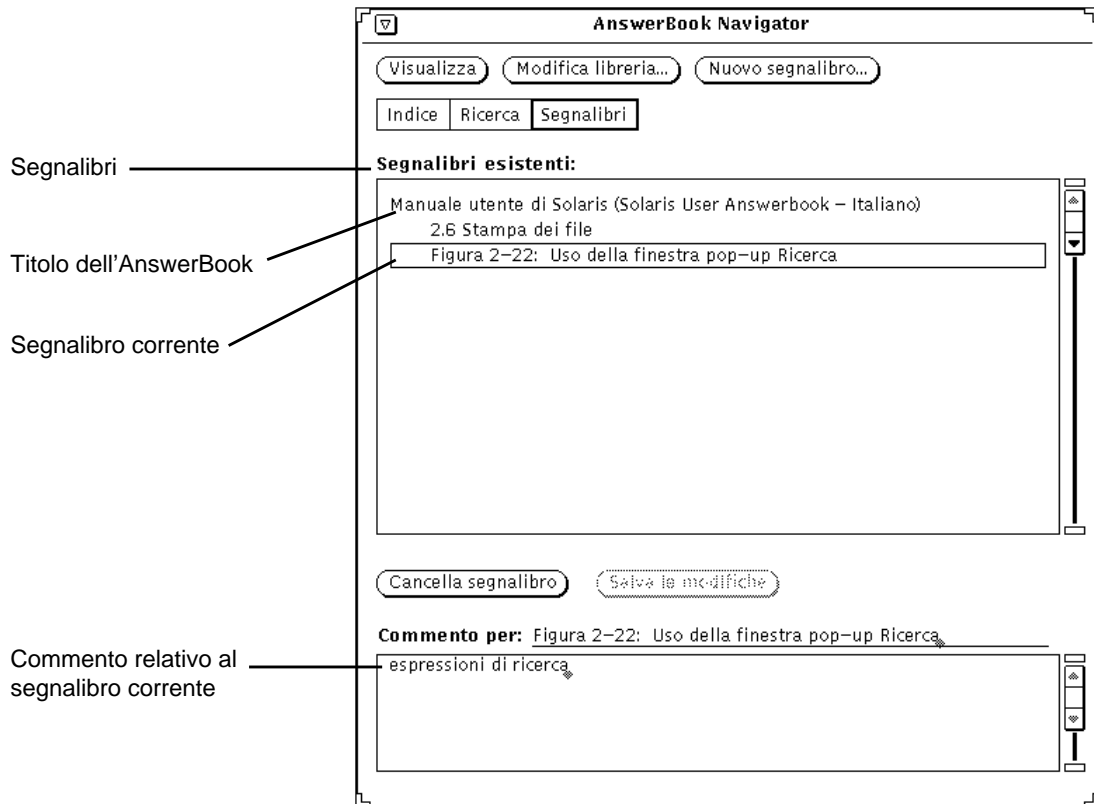 AnswerBook Navigator
Visualizza Modifica libreria... Nuovo segnalibro...
Indice Ricerca Segnalibri
Segnalibri
Segnalibri esistenti:
Manuale utente di Solaris (Solaris User Answerbook – Italiano)
2.6 Stampa dei file
Figura 2–22: Uso della finestra pop–up Ricerca
Titolo dell'AnswerBook
Segnalibro corrente
Cancella segnalibro Salva le modifiche
Commento per: Figura 2–22: Uso della finestra pop–up Ricerca
espressioni di ricerca
Commento relativo al
segnalibro corrente